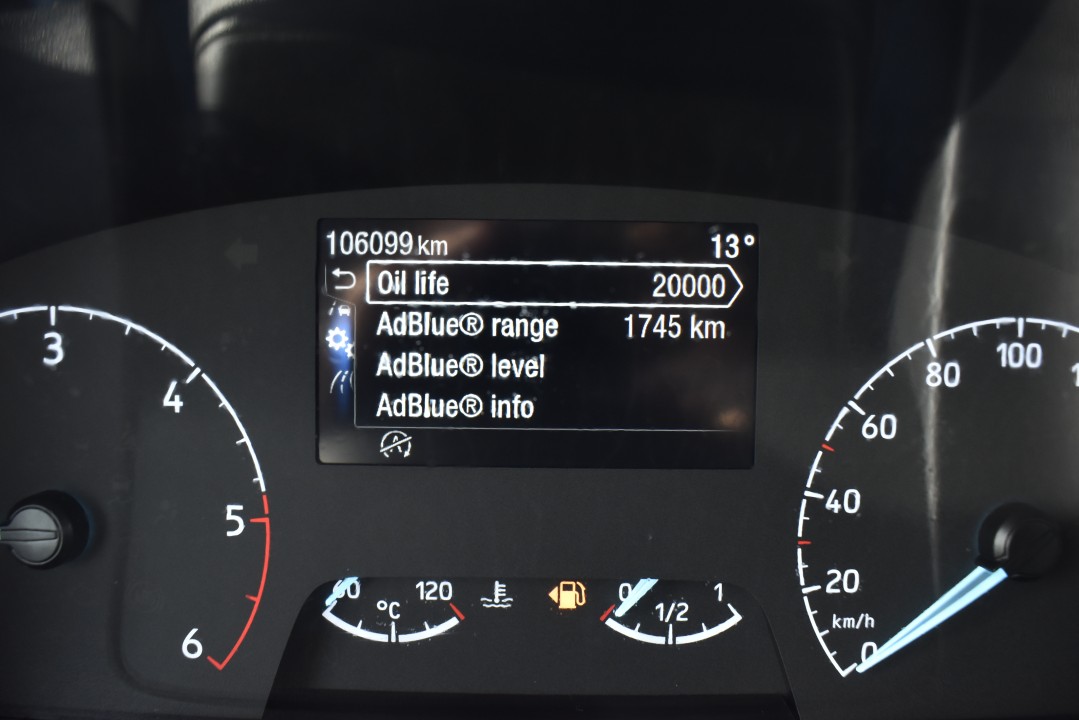 106099 km 13°
Oil life 20000
AdBlue® range 1745 km
AdBlue® level
AdBlue® info
A
3
4
5
6
120
°C
0
1/2
1
0
20
40
60
80
100
km/h